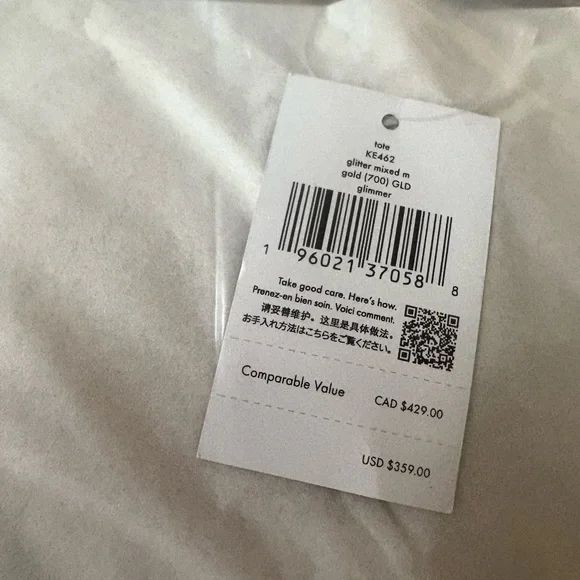 tote
KE462
glitter mixed m
gold (700) GLD
glimmer
1 96021 37058 8
Take good care. Here's how.
Prenez-en bien soin. Voici comment.
请妥善维护。这里是具体做法。
お手入れ方法はこちらをご覧ください。
Comparable Value CAD $429.00
USD $359.00